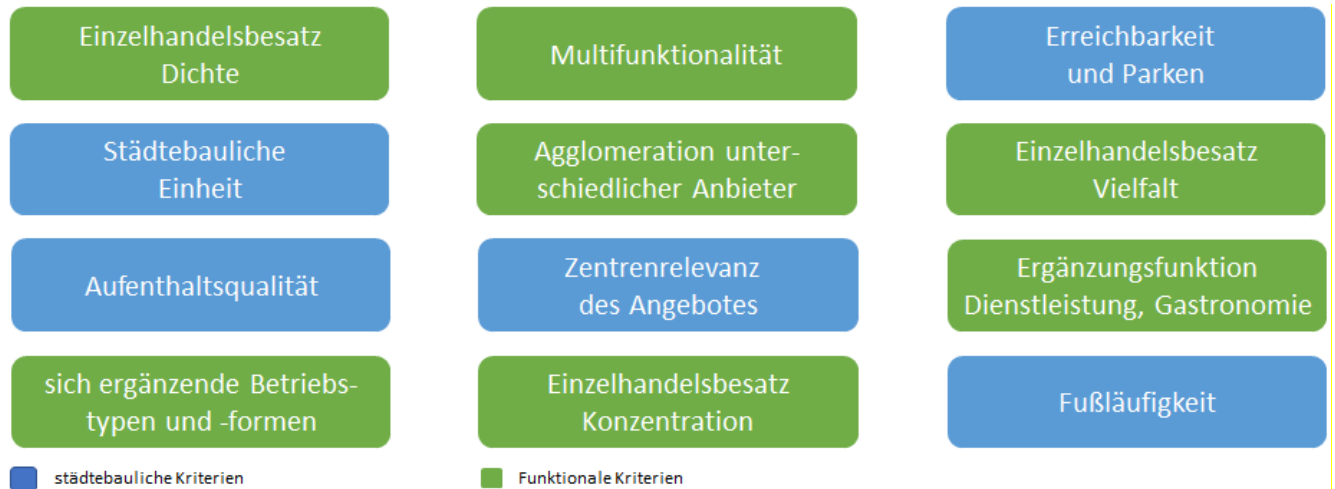 Einzelhandelsbesatz
Dichte
Multifunktionalität
Erreichbarkeit
und Parken
Städtebauliche
Einheit
Agglomeration unter-
schiedlicher Anbieter
Einzelhandelsbesatz
Vielfalt
Aufenthaltsqualität
Zentrenrelevanz
des Angebotes
Ergänzungsfunktion
Dienstleistung, Gastronomie
sich ergänzende Betriebs-
typen und -formen
Einzelhandelsbesatz
Konzentration
Fußläufigkeit
städtebauliche Kriterien
Funktionale Kriterien